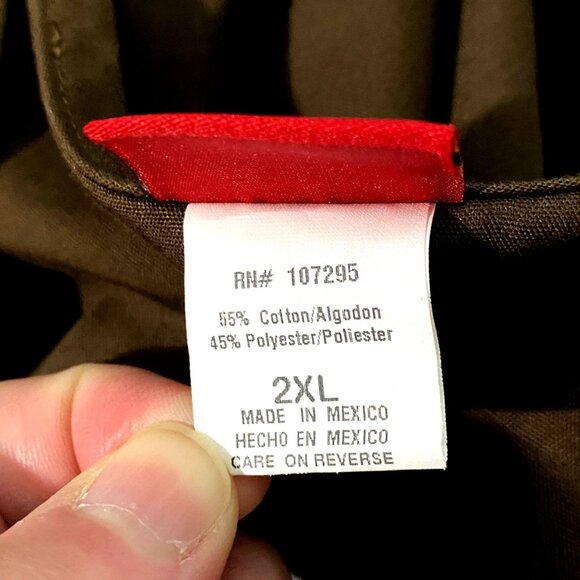 RN# 107295
55% Cotton/Algodon
45% Polyester/Poliester
2XL
MADE IN MEXICO
HECHO EN MEXICO
CARE ON REVERSE